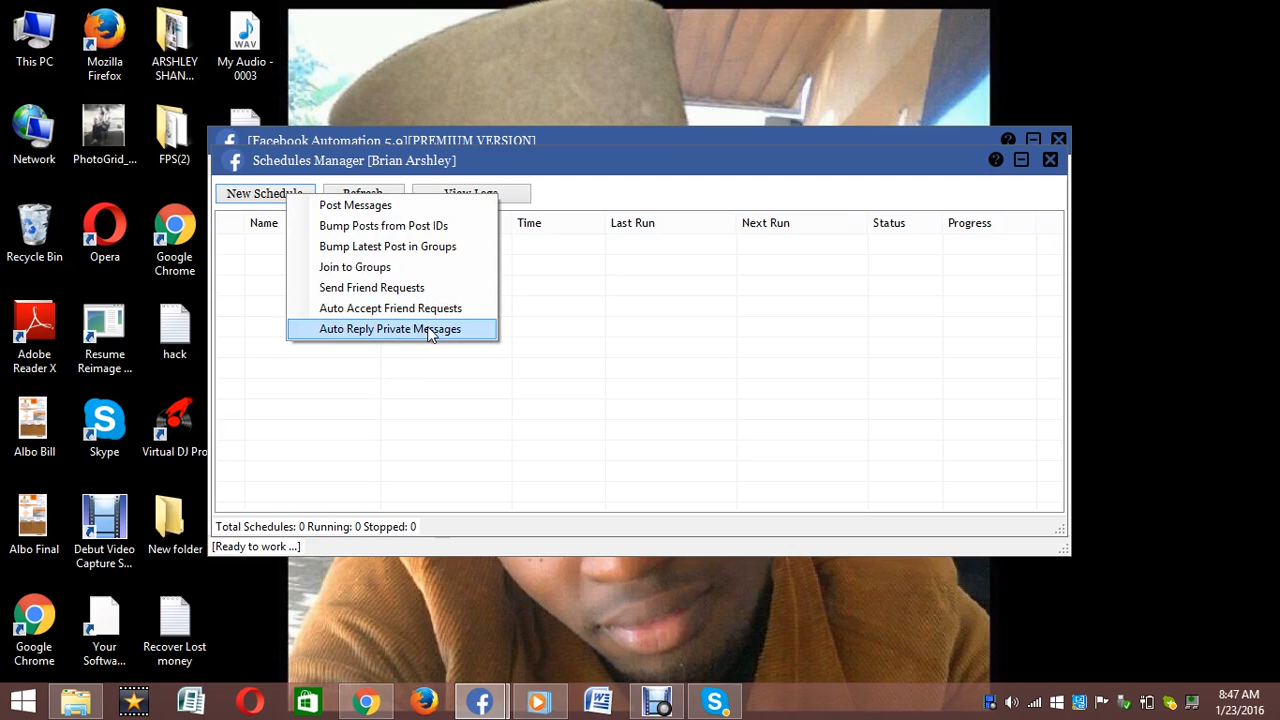 This PC
Mozilla
Firefox
ARSHLEY
SHAN...
My Audio -
0003
Network
PhotoGrid_...
FPS(2)
Recycle Bin
Opera
Google
Chrome
Adobe
Reader X
Resume
Reimage ...
hack
Albo Bill
Skype
Virtual DJ Pro
Albo Final
Debut Video
Capture S...
New folder
Google
Chrome
Your
Softwa...
Recover Lost
money
WAV
[Facebook Automation 5.9][PREMIUM VERSION]
Schedules Manager [Brian Arshley]
New Schedule
Refresh
View Logs
Name
Time
Last Run
Next Run
Status
Progress
Post Messages
Bump Posts from Post IDs
Bump Latest Post in Groups
Join to Groups
Send Friend Requests
Auto Accept Friend Requests
Auto Reply Private Messages
Total Schedules: 0 Running: 0 Stopped: 0
[Ready to work ...]
8:47 AM
1/23/2016